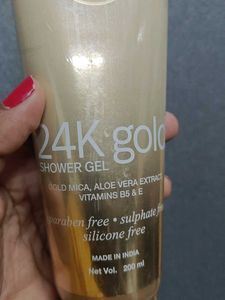 24K gold
SHOWER GEL
GOLD MICA, ALOE VERA EXTRACT
VITAMINS B5 & E
paraben free • sulphate free
silicone free
MADE IN INDIA
Net Vol. 200 ml